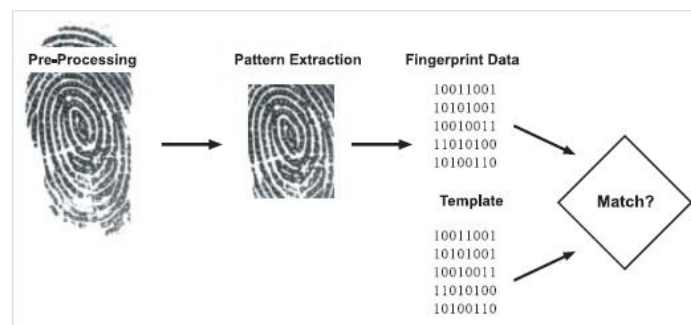 Pre-Processing
Pattern Extraction
Fingerprint Data
10011001
10101001
10010011
11010100
10100110
Template
10011001
10101001
10010011
11010100
10100110
Match?